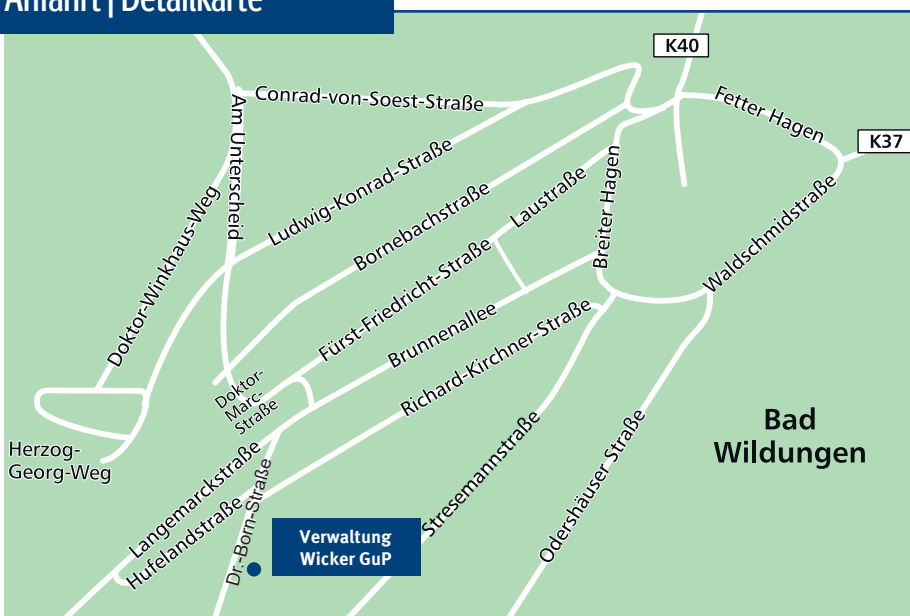 Anfahrt | Detailkarte
K40
Conrad-von-Soest-Straße
Fetter Hagen
K37
Am Unterscheid
Ludwig-Konrad-Straße
Laustraße
Breiter Hagen
Bornebachstraße
Waldschmidstraße
Doktor-Winkhaus-Weg
Fürst-Friedricht-Straße
Brunnenallee
Richard-Kirchner-Straße
Doktor-
Marc-
Straße
Bad
Wildungen
Herzog-
Georg-Weg
Langemarckstraße
Hufelandstraße
Dr.-Born-Straße
Stresemannstraße
Odershäuser Straße
Verwaltung
Wicker GuP